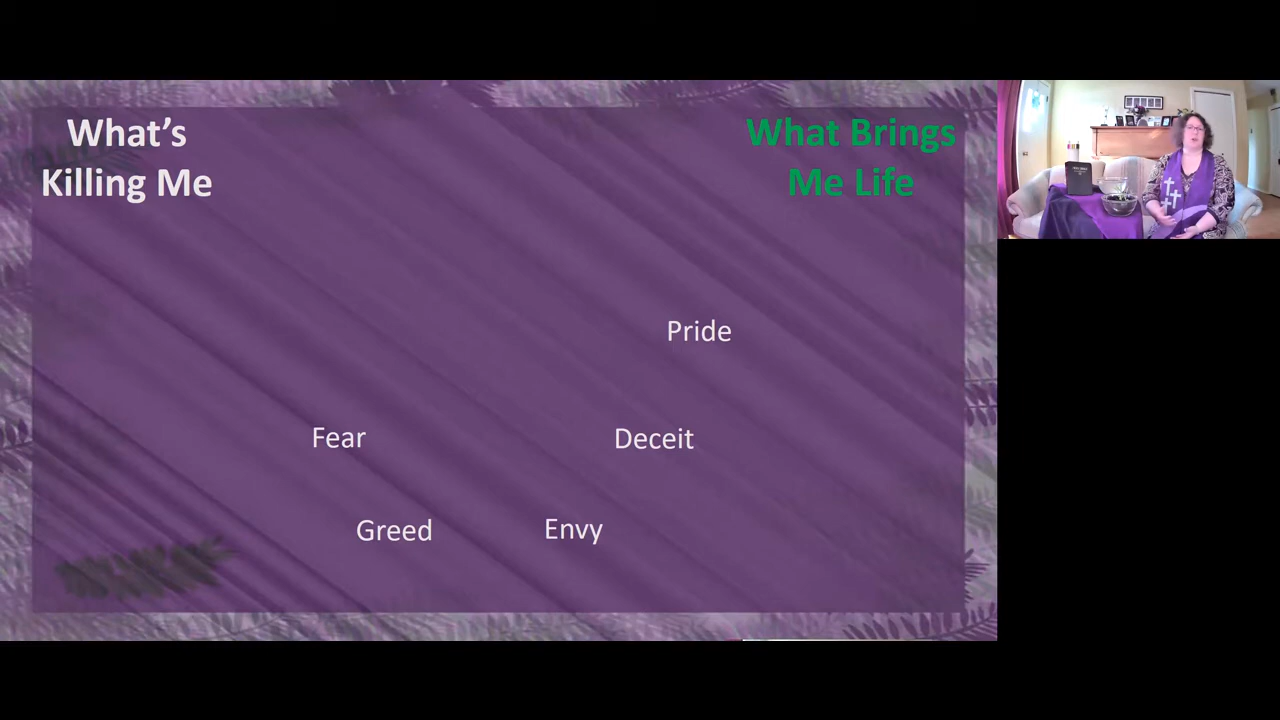 What's
Killing Me
What Brings
Me Life
Pride
Fear
Deceit
Greed
Envy